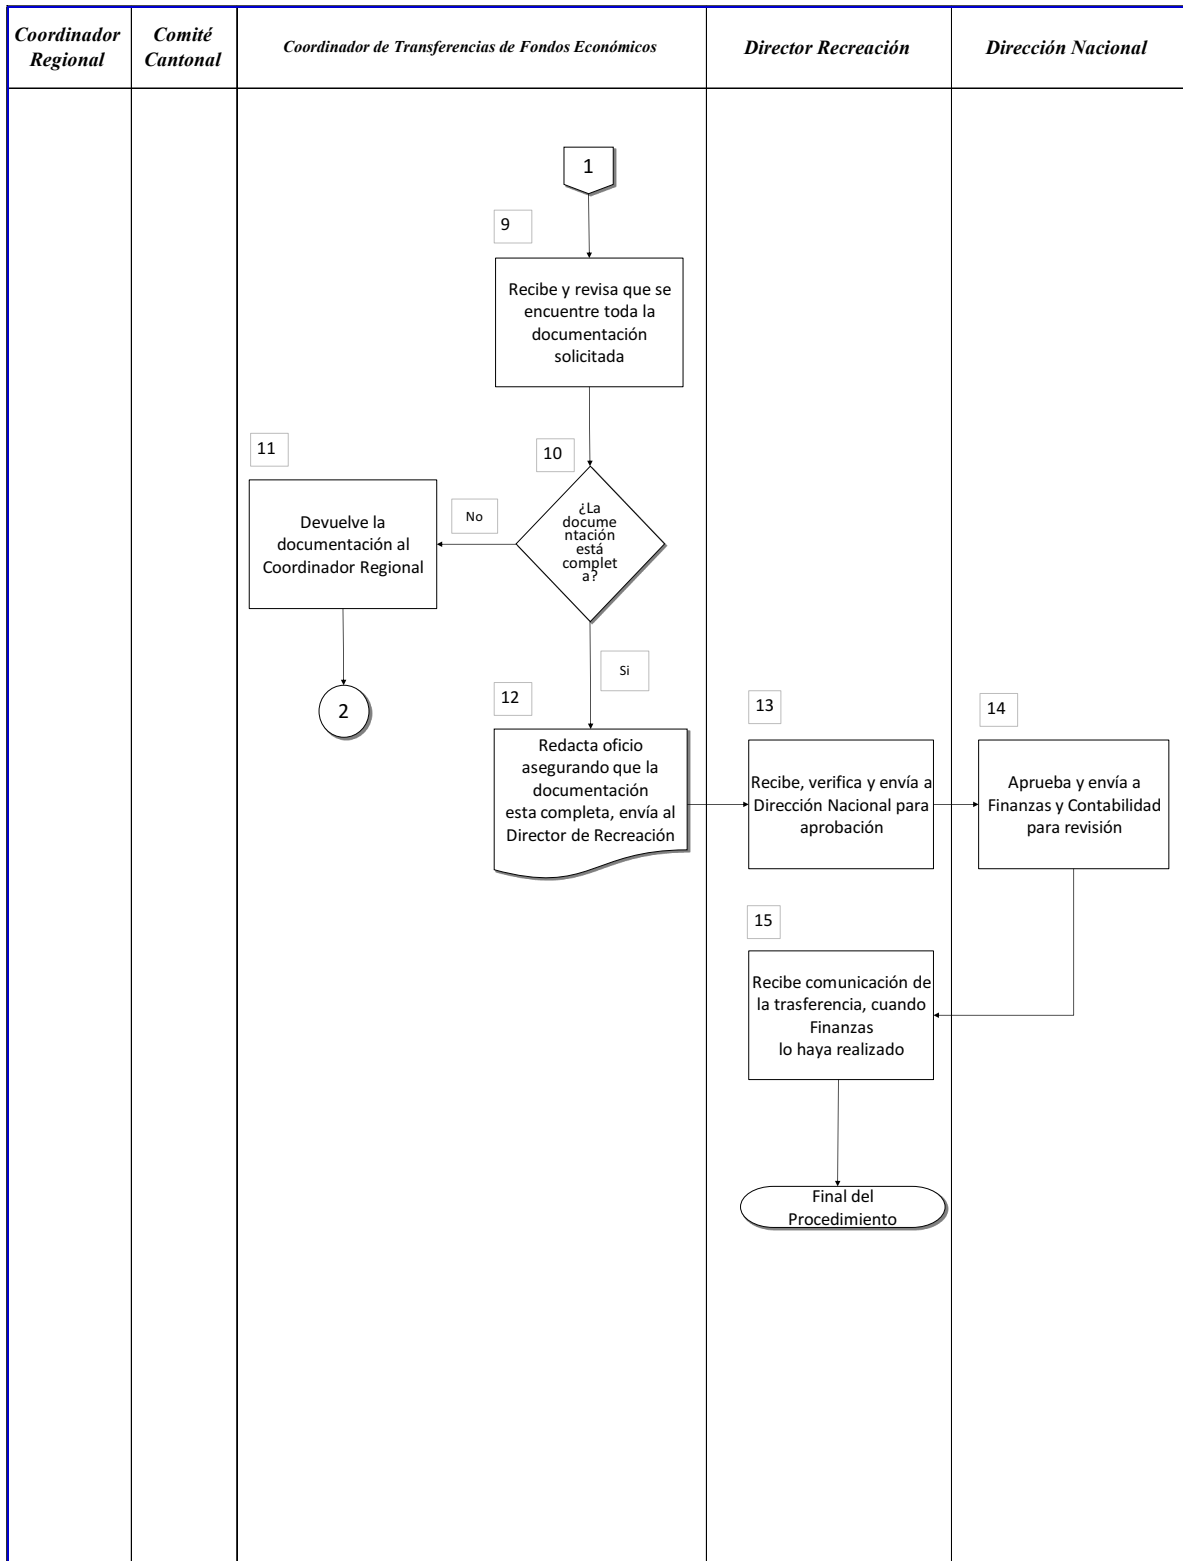 Coordinador
Regional
Comité
Cantonal
Coordinador de Transferencias de Fondos Económicos
Director Recreación
Dirección Nacional
1
9
Recibe y revisa que se
encuentre toda la
documentación
solicitada
10
¿La
docume
ntación
está
complet
a?
No
11
Devuelve la
documentación al
Coordinador Regional
2
Si
12
Redacta oficio
asegurando que la
documentación
esta completa, envía al
Director de Recreación
13
Recibe, verifica y envía a
Dirección Nacional para
aprobación
14
Aprueba y envía a
Finanzas y Contabilidad
para revisión
15
Recibe comunicación de
la trasferencia, cuando
Finanzas
lo haya realizado
Final del
Procedimiento